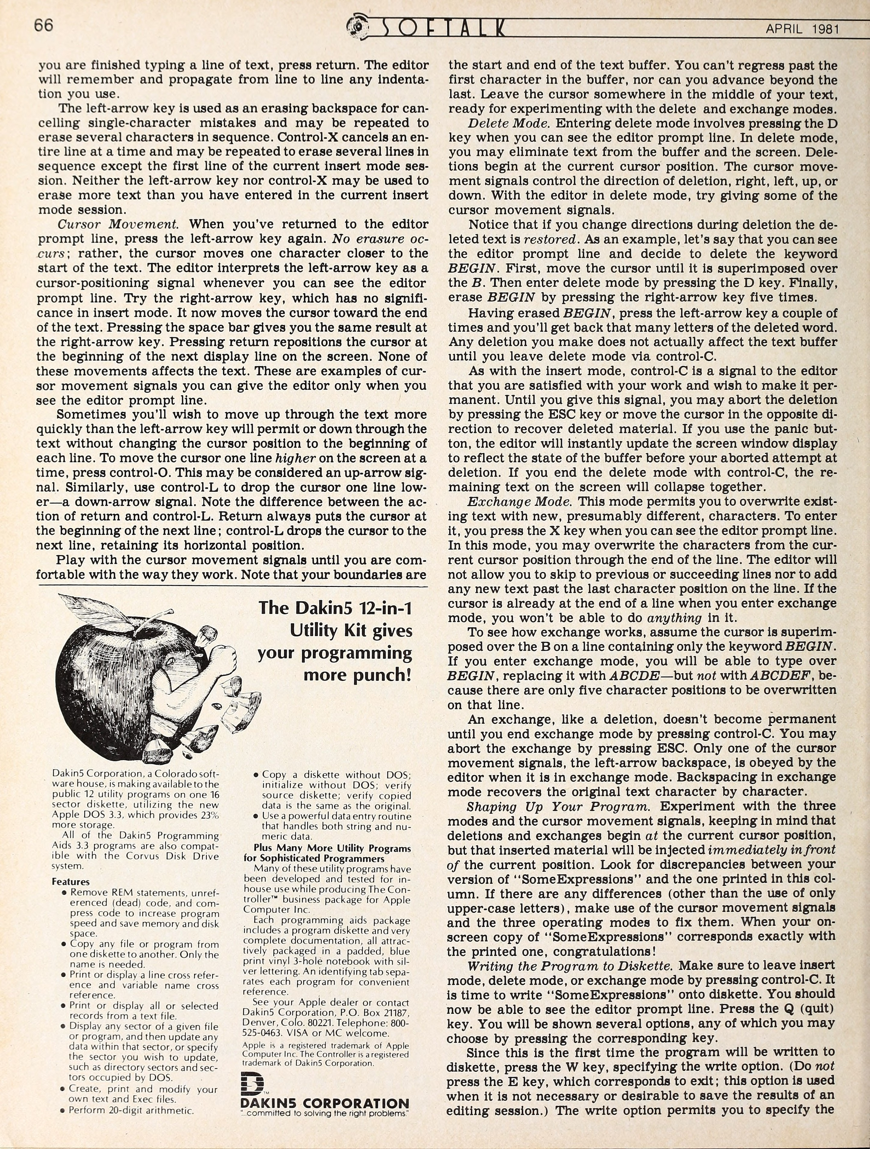 66
SOFTALK
APRIL 1981
you are finished typing a line of text, press return. The editor
will remember and propagate from line to line any indenta-
tion you use.
The left-arrow key is used as an erasing backspace for can-
celling single-character mistakes and may be repeated to
erase several characters in sequence. Control-X cancels an en-
tire line at a time and may be repeated to erase several lines in
sequence except the first line of the current insert mode ses-
sion. Neither the left-arrow key nor control-X may be used to
erase more than you have entered in the current insert
mode session.
Cursor Movement. When you've returned to the editor
prompt line, press the left-arrow key again. No erasure oc-
curs; rather, the cursor moves one character closer to the
start of the text. The editor interprets the left-arrow key as a
cursor-positioning signal whenever you can see the editor
prompt line. Try the right-arrow key, which has no signifi-
cance in insert mode. It now moves the cursor toward the end
of the text. Pressing the space bar gives you the same result at
the right-arrow key. Pressing return repositions the cursor at
the beginning of the next display line on the screen. None of
these movements affects the text. These are examples of cur-
sor movement signals you can give the editor only when you
see the editor prompt line.
Sometimes you'll wish to move up through the text more
quickly than the left-arrow key will permit or down through the
text without changing the cursor position to the beginning of
each line. To move the cursor one line higher on the screen at a
time, press control-O. This may be considered an up-arrow sig-
nal. Similarly, use control-L to drop the cursor one line low-
er—a down-arrow signal. Note the difference between the ac-
tion of return and control-L. Return always puts the cursor at
the beginning of the next line; control-L drops the cursor to the
next line, retaining its horizontal position.
Play with the cursor movement signals until you are com-
fortable with the way they work. Note that your boundaries are
the start and end of the text buffer. You can't regress past the
first character in the buffer, nor can you advance beyond the
last. Leave the cursor somewhere in the middle of your text,
ready for experimenting with the delete and exchange modes.
Delete Mode. Entering delete mode involves pressing the D
key when you can see the editor prompt line. In delete mode,
you may eliminate text from the buffer and the screen. Dele-
tions begin at the current cursor position. The cursor move-
ment signals control the direction of deletion, right, left, up, or
down. With the editor in delete mode, try giving some of the
cursor movement signals.
Notice that if you change directions during deletion the de-
leted text is restored. As an example, let's say that you can see
the editor prompt line and decide to delete the keyword
BEGIN. First, move the cursor until it is superimposed over
the B. Then enter delete mode by pressing the D key. Finally,
erase BEGIN by pressing the right-arrow key five times.
Having erased BEGIN, press the left-arrow key a couple of
times and you'll get back that many letters of the deleted word.
Any deletion you make does not actually affect the text buffer
until you leave delete mode via control-C.
As with the insert mode, control-C is a signal to the editor
that you are satisfied with your work and wish to make it per-
manent. Until you give this signal, you may abort the deletion
by pressing the ESC key or move the cursor in the opposite di-
rection to recover deleted material. If you use the panic but-
ton, the editor will instantly update the screen window display
to reflect the state of the buffer before your aborted attempt at
deletion. If you end the delete mode with control-C, the re-
maining text on the screen will collapse together.
Exchange Mode. This mode permits you to overwrite exist-
ing text with new, presumably different, characters. To enter
it, you press the X key when you can see the editor prompt line.
In this mode, you may overwrite the characters from the cur-
rent cursor position through the end of the line. The editor will
not allow you to skip to previous or succeeding lines nor to add
any new text past the last character position on the line. If the
cursor is already at the end of a line when you enter exchange
mode, you won't be able to do anything in it.
To see how exchange works, assume the cursor is superim-
posed over the B on a line containing only the keyword BEGIN.
If you enter exchange mode, you will be able to type over
BEGIN, replacing it with ABCDE—but not with ABCDEF, be-
cause there are only five character positions to be overwritten
on that line.
An exchange, like a deletion, doesn't become permanent
until you end exchange mode by pressing control-C. You may
abort the exchange by pressing ESC. Only one of the cursor
movement signals, the left-arrow backspace, is obeyed by the
editor when it is in exchange mode. Backspacing in exchange
mode recovers the original text character by character.
Shaping Up Your Program. Experiment with the three
modes and the cursor movement signals, keeping in mind that
deletions and exchanges begin at the current cursor position,
but that inserted material will be injected immediately in front
of the current position. Look for discrepancies between your
version of "SomeExpressions" and the one printed in this col-
umn. If there are any differences (other than the use of only
upper-case letters), make use of the cursor movement signals
and the three operating modes to fix them. When your on-
screen copy of "SomeExpressions" corresponds exactly with
the printed one, congratulations!
Writing the Program to Diskette. Make sure to leave insert
mode, delete mode, or exchange mode by pressing control-C. It
is time to write "SomeExpressions" onto diskette. You should
now be able to see the editor prompt line. Press the Q (quit)
key. You will be shown several options, any of which you may
choose by pressing the corresponding key.
Since this is the first time the program will be written to
diskette, press the W key, specifying the write option. (Do not
press the E key, which corresponds to exit; this option is used
when it is not necessary or desirable to save the results of an
editing session.) The write option permits you to specify the
The Dakin5 12-in-1
Utility Kit gives
your programming
more punch!
Dakin5 Corporation, a Colorado soft-
ware house, is making available to the
public 12 utility programs on one 16
sector diskette, utilizing the new
Apple DOS 3.3, which provides 23%
more storage.
All of the Dakin5 Programming
Aids 3.3 programs are also compat-
ible with the Corvus Disk Drive
system.
Features
• Remove REM statements, unref-
erenced (dead) code, and com-
press code to increase program
speed and save memory and disk
space.
• Copy any file or program from
one diskette to another. Only the
name is needed.
• Print or display a line cross refer-
ence and variable name cross
reference.
• Print or display all or selected
records from a text file.
• Display any sector of a given file
or program, and then update any
data within that sector, or specify
the sector you wish to update,
such as directory sectors and sec-
tors occupied by DOS.
• Create, print and modify your
own text and Exec files.
• Perform 20-digit arithmetic.
• Copy a diskette without DOS;
initialize without DOS; verify
source diskette; verify copied
data is the same as the original.
• Use a powerful data entry routine
that handles both string and nu-
meric data.
Plus Many More Utility Programs
for Sophisticated Programmers
Many of these utility programs have
been developed and tested for in-
house use while producing The Con-
troller™ business package for Apple
Computer Inc.
Each programming aids package
includes a program diskette and very
complete documentation, all attrac-
tively packaged in a padded, blue
print vinyl 3-hole notebook with sil-
ver lettering. An identifying tab sepa-
rates each program for convenient
reference.
See your Apple dealer or contact
Dakin5 Corporation, P.O. Box 21187,
Denver, Colo. 80221. Telephone: 800-
525-0463. VISA or MC welcome.
Apple is a registered trademark of Apple
Computer Inc. The Controller is a registered
trademark of Dakin5 Corporation.
DAKIN5 CORPORATION
"...committed to solving the right problems."